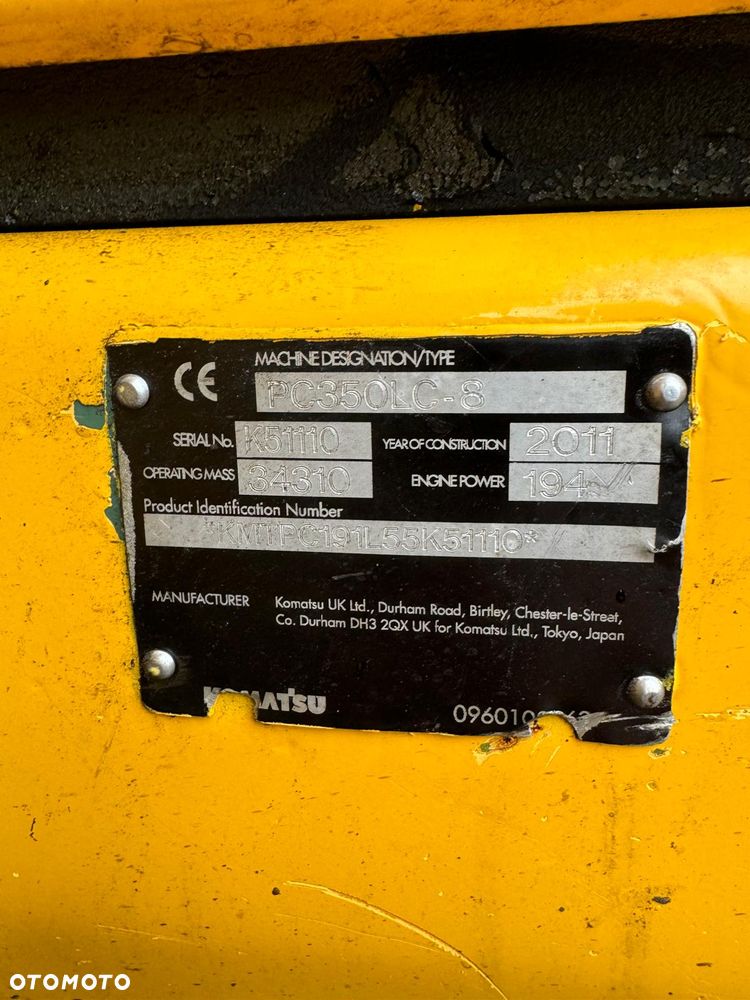 CE
MACHINE DESIGNATION/TYPE
PC350LC-8
SERIAL No. K51110 YEAR OF CONSTRUCTION 2011
OPERATING MASS 34310 ENGINE POWER 194
Product Identification Number
*KMTPC191L55K51110*
MANUFACTURER Komatsu UK Ltd., Durham Road, Birtley, Chester-le-Street,
Co. Durham DH3 2QX UK for Komatsu Ltd., Tokyo, Japan
KOMATSU
OTOMOTO